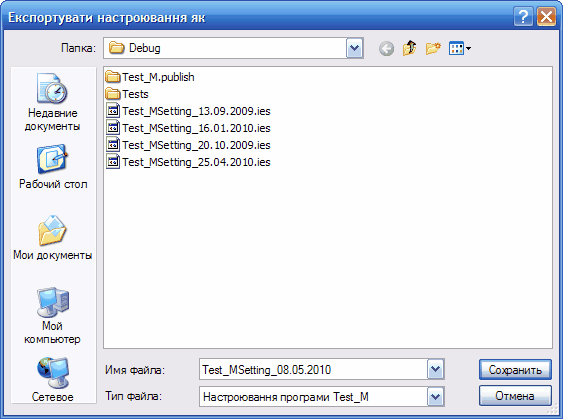 Експортувати настроювання як
Папка: Debug
Недавние
документы
Рабочий стол
Мои документы
Мой
компьютер
Сетевое
Test_M.publish
Tests
Test_MSetting_13.09.2009.ies
Test_MSetting_16.01.2010.ies
Test_MSetting_20.10.2009.ies
Test_MSetting_25.04.2010.ies
Имя файла: Test_MSetting_08.05.2010 Сохранить
Тип файла: Настроювання програми Test_M Отмена